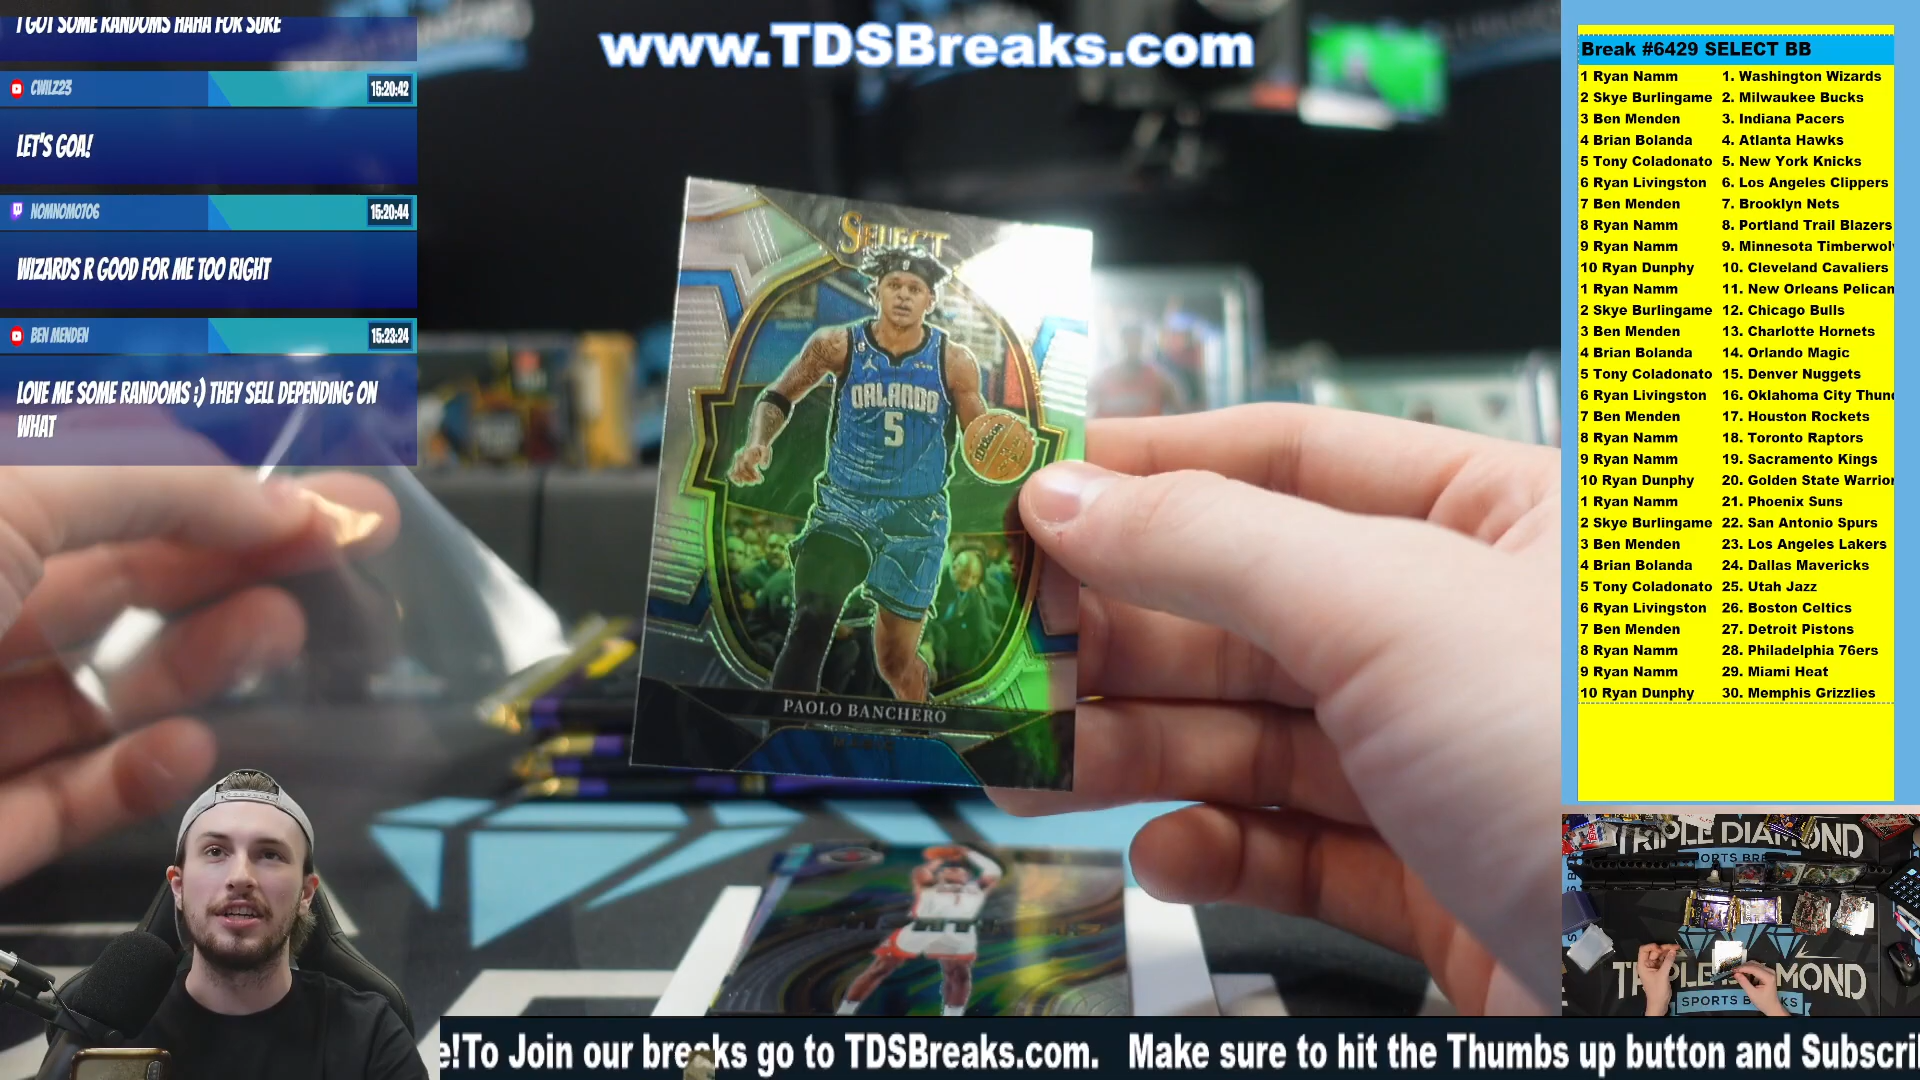 I GOT SOME RANDOMS HAHA FOR SURE
CWILZ23
15:20:42
LET'S GOA!
NOMNOMO706
15:20:44
WIZARDS R GOOD FOR ME TOO RIGHT
BEN MENDEN
15:23:24
LOVE ME SOME RANDOMS :) THEY SELL DEPENDING ON
WHAT
www.TDSBreaks.com
SELECT
ORLANDO
5
PAOLO BANCHERO
Break #6429 SELECT BB
1 Ryan Namm 1. Washington Wizards
2 Skye Burlingame 2. Milwaukee Bucks
3 Ben Menden 3. Indiana Pacers
4 Brian Bolanda 4. Atlanta Hawks
5 Tony Coladonato 5. New York Knicks
6 Ryan Livingston 6. Los Angeles Clippers
7 Ben Menden 7. Brooklyn Nets
8 Ryan Namm 8. Portland Trail Blazers
9 Ryan Namm 9. Minnesota Timberwol
10 Ryan Dunphy 10. Cleveland Cavaliers
1 Ryan Namm 11. New Orleans Pelican
2 Skye Burlingame 12. Chicago Bulls
3 Ben Menden 13. Charlotte Hornets
4 Brian Bolanda 14. Orlando Magic
5 Tony Coladonato 15. Denver Nuggets
6 Ryan Livingston 16. Oklahoma City Thun
7 Ben Menden 17. Houston Rockets
8 Ryan Namm 18. Toronto Raptors
9 Ryan Namm 19. Sacramento Kings
10 Ryan Dunphy 20. Golden State Warrior
1 Ryan Namm 21. Phoenix Suns
2 Skye Burlingame 22. San Antonio Spurs
3 Ben Menden 23. Los Angeles Lakers
4 Brian Bolanda 24. Dallas Mavericks
5 Tony Coladonato 25. Utah Jazz
6 Ryan Livingston 26. Boston Celtics
7 Ben Menden 27. Detroit Pistons
8 Ryan Namm 28. Philadelphia 76ers
9 Ryan Namm 29. Miami Heat
10 Ryan Dunphy 30. Memphis Grizzlies
TRIPLE DIAMOND
SPORTS BRE
TRIPLE DIAMOND
SPORTS BREAKS
e!To Join our breaks go to TDSBreaks.com. Make sure to hit the Thumbs up button and Subscri